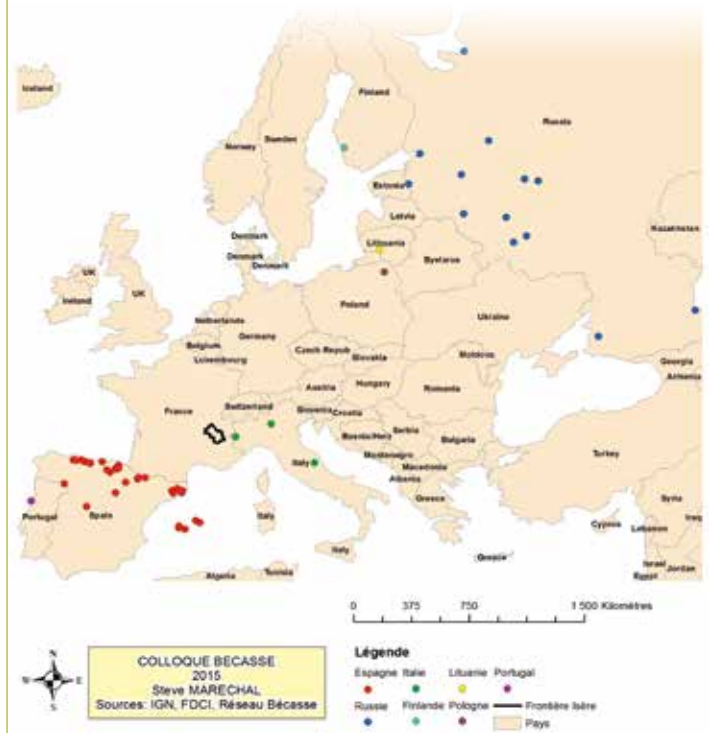 Iceland
Finland
Russia
Norway
Sweden
Estonia
Latvia
Denmark
Denmark
Denmark
Lithuania
Kazakhstan
UK
Ireland
UK
Byelarus
Netherlands
Poland
Belgium
Germany
Luxembourg
Ukraine
Czech Repub
Slovakia
Moldova
Austria
Hungary
Switzerland
France
Slovenia
Croatia
Romania
Georgia
Armenia
Bosnia/Herz
Serbia
Bulgaria
Montenegro
Macedonia
Albania
Italy
Turkey
Portugal
Spain
Italy
Greece
Syria
Cyprus
Lebanon
Iraq
Italy
Greece
Israel
Jordan
Algeria
Tunisia
Egypt
0 375 750 1 500 Kilomètres
Légende
Espagne Italie Lituanie Portugal
Russie Finlande Pologne Frontière Isère
Pays
N
W E
S
COLLOQUE BECASSE
2015
Steve MARECHAL
Sources: IGN, FDCI, Réseau Bécasse